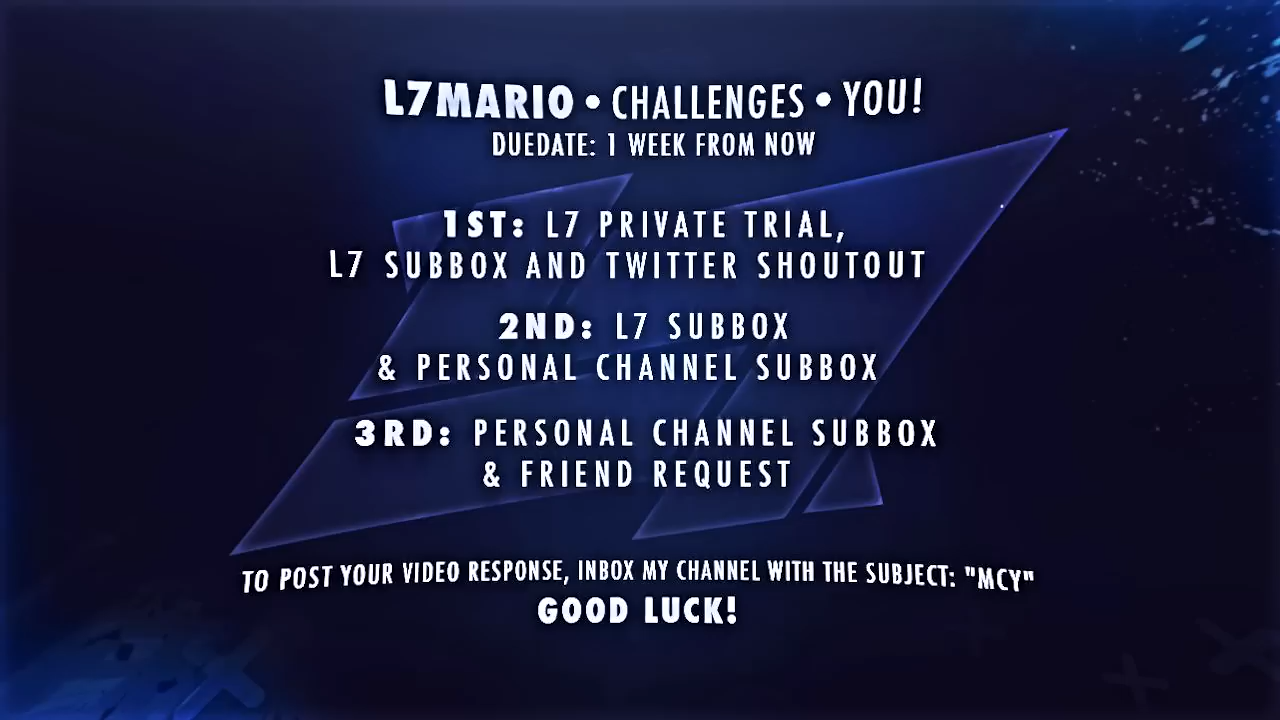 L7MARIO • CHALLENGES • YOU!
DUEDATE: 1 WEEK FROM NOW
1ST: L7 PRIVATE TRIAL,
L7 SUBBOX AND TWITTER SHOUTOUT
2ND: L7 SUBBOX
& PERSONAL CHANNEL SUBBOX
3RD: PERSONAL CHANNEL SUBBOX
& FRIEND REQUEST
TO POST YOUR VIDEO RESPONSE, INBOX MY CHANNEL WITH THE SUBJECT: "MCY"
GOOD LUCK!